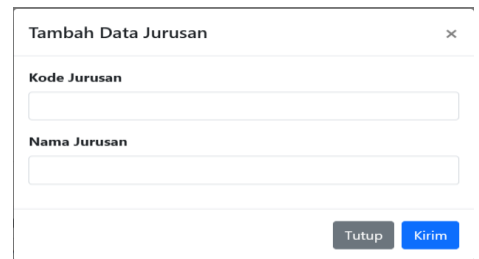 Tambah Data Jurusan ×
Kode Jurusan
Nama Jurusan
Tutup Kirim